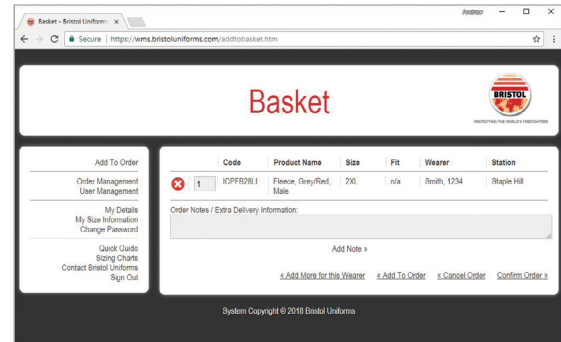 Basket - Bristol Uniforms
Secure | https://wms.bristoluniforms.com/addtobasket.htm
Basket
BRISTOL
PROTECTING THE WORLD'S FIREFIGHTERS
Add To Order
Order Management
User Management
My Details
My Size Information
Change Password
Quick Guide
Sizing Charts
Contact Bristol Uniforms
Sign Out
Code Product Name Size Fit Wearer Station
1 Fleece, Grey/Red, 2XL n/a Smith, 1234 Staple Hill
Male
Order Notes / Extra Delivery Information:
Add Note »
« Add More for this Wearer « Add To Order « Cancel Order Confirm Order »
System Copyright © 2018 Bristol Uniforms